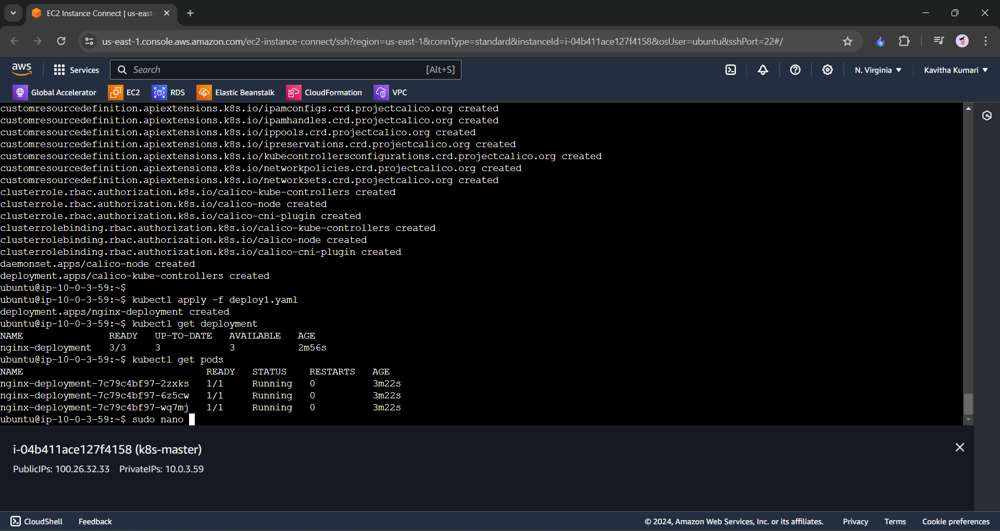 EC2 Instance Connect | us-east-
us-east-1.console.aws.amazon.com/ec2-instance-connect/ssh?region=us-east-1&connType=standard&instanceId=i-04b411ace127f4158&osUser=ubuntu&sshPort=22#/
aws Services Search [Alt+S] N. Virginia ▼ Kavitha Kumari ▼
Global Accelerator EC2 RDS Elastic Beanstalk CloudFormation VPC
customresourcedefinition.apiextensions.k8s.io/ipamconfigs.crd.projectcalico.org created
customresourcedefinition.apiextensions.k8s.io/ipamhandles.crd.projectcalico.org created
customresourcedefinition.apiextensions.k8s.io/ippools.crd.projectcalico.org created
customresourcedefinition.apiextensions.k8s.io/ipreservations.crd.projectcalico.org created
customresourcedefinition.apiextensions.k8s.io/kubecontrollersconfigurations.crd.projectcalico.org created
customresourcedefinition.apiextensions.k8s.io/networkpolicies.crd.projectcalico.org created
customresourcedefinition.apiextensions.k8s.io/networksets.crd.projectcalico.org created
clusterrole.rbac.authorization.k8s.io/calico-kube-controllers created
clusterrole.rbac.authorization.k8s.io/calico-node created
clusterrole.rbac.authorization.k8s.io/calico-cni-plugin created
clusterrolebinding.rbac.authorization.k8s.io/calico-kube-controllers created
clusterrolebinding.rbac.authorization.k8s.io/calico-node created
clusterrolebinding.rbac.authorization.k8s.io/calico-cni-plugin created
daemonset.apps/calico-node created
deployment.apps/calico-kube-controllers created
ubuntu@ip-10-0-3-59:~$
ubuntu@ip-10-0-3-59:~$ kubectl apply -f deploy1.yaml
deployment.apps/nginx-deployment created
ubuntu@ip-10-0-3-59:~$ kubectl get deployment
NAME READY UP-TO-DATE AVAILABLE AGE
nginx-deployment 3/3 3 3 2m56s
ubuntu@ip-10-0-3-59:~$ kubectl get pods
NAME READY STATUS RESTARTS AGE
nginx-deployment-7c79c4bf97-2zxks 1/1 Running 0 3m22s
nginx-deployment-7c79c4bf97-6z5cw 1/1 Running 0 3m22s
nginx-deployment-7c79c4bf97-wq7mj 1/1 Running 0 3m22s
ubuntu@ip-10-0-3-59:~$ sudo nano
i-04b411ace127f4158 (k8s-master)
PublicIPs: 100.26.32.33 PrivateIPs: 10.0.3.59
CloudShell Feedback © 2024, Amazon Web Services, Inc. or its affiliates. Privacy Terms Cookie preferences